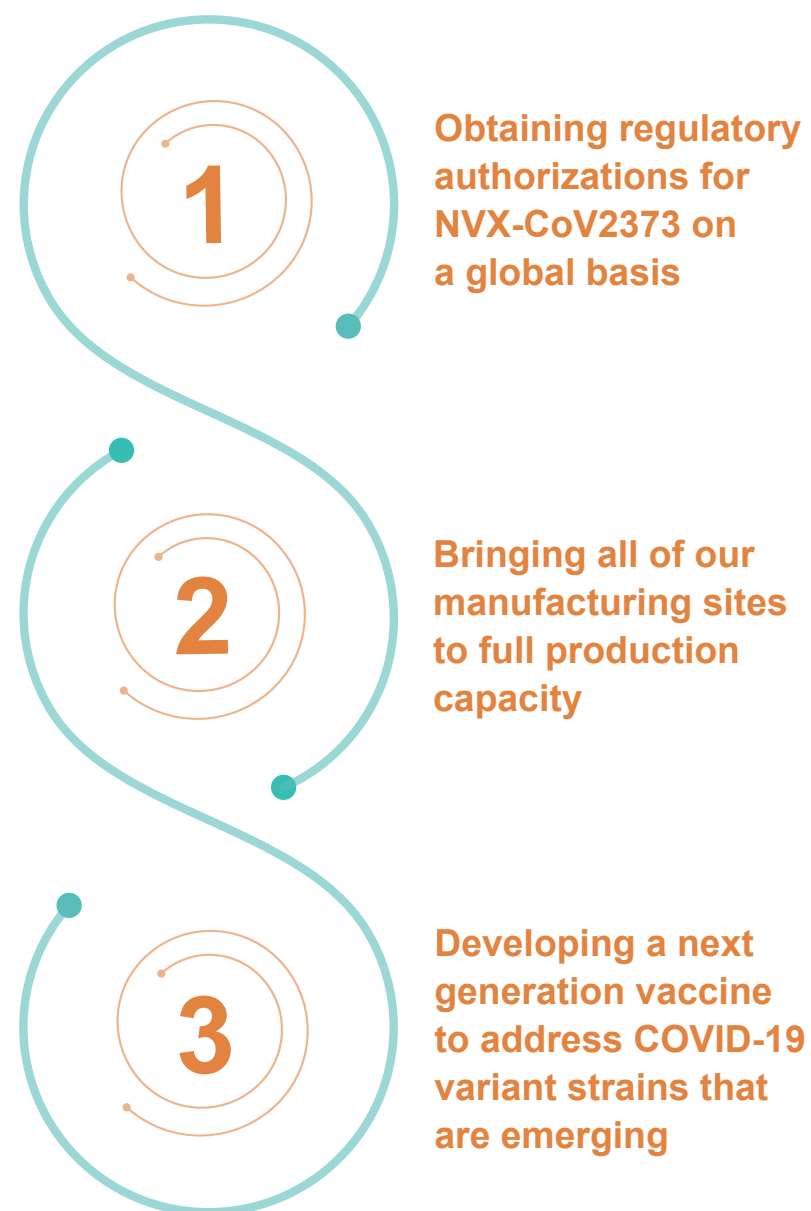 1
Obtaining regulatory
authorizations for
NVX-CoV2373 on
a global basis
2
Bringing all of our
manufacturing sites
to full production
capacity
3
Developing a next
generation vaccine
to address COVID-19
variant strains that
are emerging